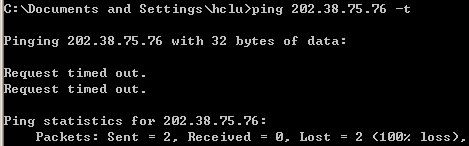 C:\Documents and Settings\hclu>ping 202.38.75.76 -t
Pinging 202.38.75.76 with 32 bytes of data:
Request timed out.
Request timed out.
Ping statistics for 202.38.75.76:
    Packets: Sent = 2, Received = 0, Lost = 2 (100% loss),